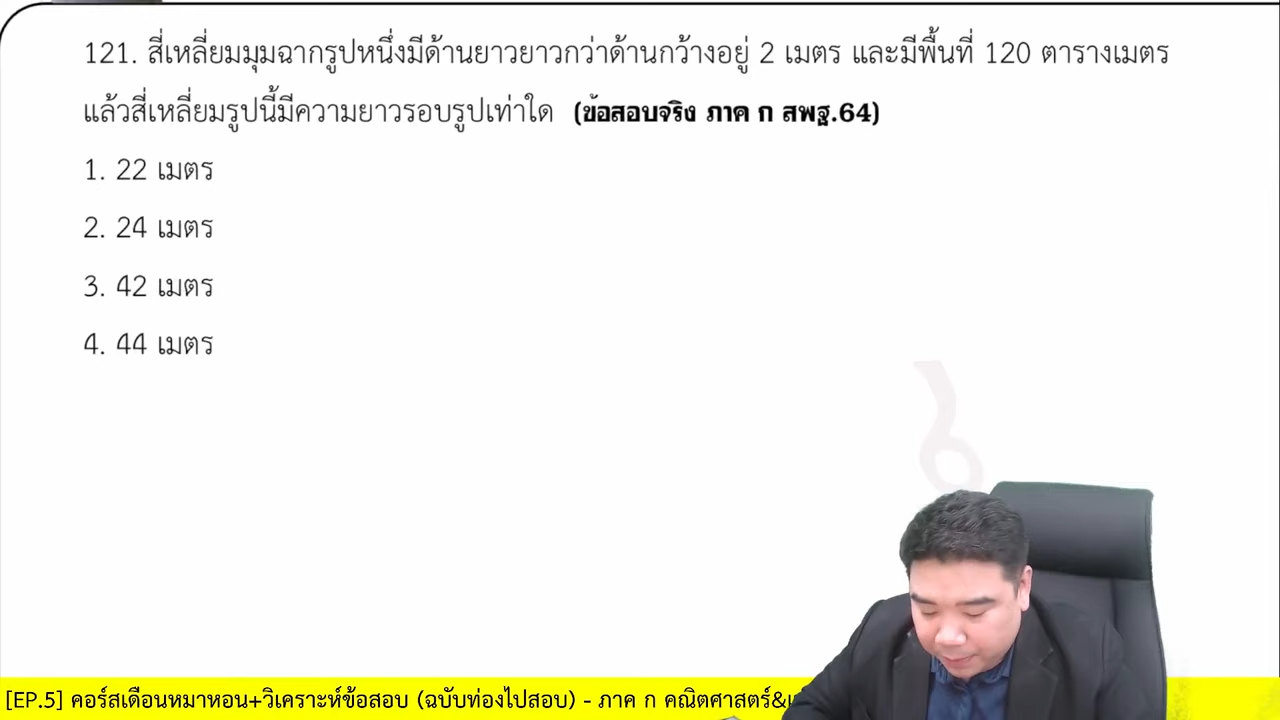 121. สี่เหลี่ยมมุมฉากรูปหนึ่งมีด้านยาวยาวกว่าด้านกว้างอยู่ 2 เมตร และมีพื้นที่ 120 ตารางเมตร
แล้วสี่เหลี่ยมรูปนี้มีความยาวรอบรูปเท่าใด (ข้อสอบจริง ภาค ก สพฐ.64)
1. 22 เมตร
2. 24 เมตร
3. 42 เมตร
4. 44 เมตร
[EP.5] คอร์สเดือนหมาหอน+วิเคราะห์ข้อสอบ (ฉบับท่องไปสอบ) - ภาค ก คณิตศาสตร์&